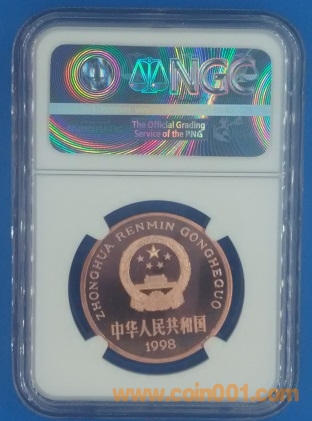 NGC
The Official Grading
Service of the PNG
ZHONGHUA RENMIN GONGHEGUO
中华人民共和国
1998
www.coin001.com